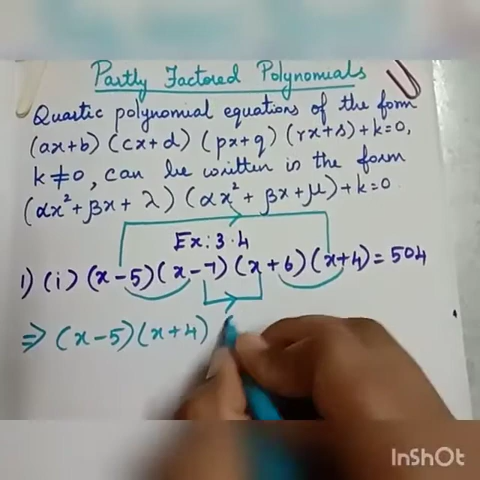 Partly Factored Polynomials
Quartic polynomial equations of the form
(ax+b) (cx+d) (px+q) (rx+s) + k = 0,
k ≠ 0, can be written in the form
(αx² + βx + λ) (αx² + βx + μ) + k = 0.
Ex: 3.4
1) (i) (x-5)(x-7)(x+6)(x+4) = 504
⇒ (x-5)(x+4)
InShOt